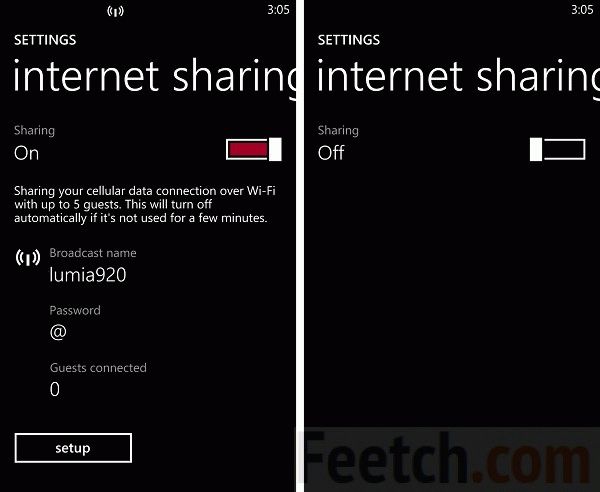 3:05
SETTINGS
internet sharing
Sharing
On
Sharing your cellular data connection over Wi-Fi
with up to 5 guests. This will turn off
automatically if it's not used for a few minutes.
Broadcast name
lumia920
Password
@
Guests connected
0
setup
3:05
SETTINGS
internet sharing
Sharing
Off
Feetch.com